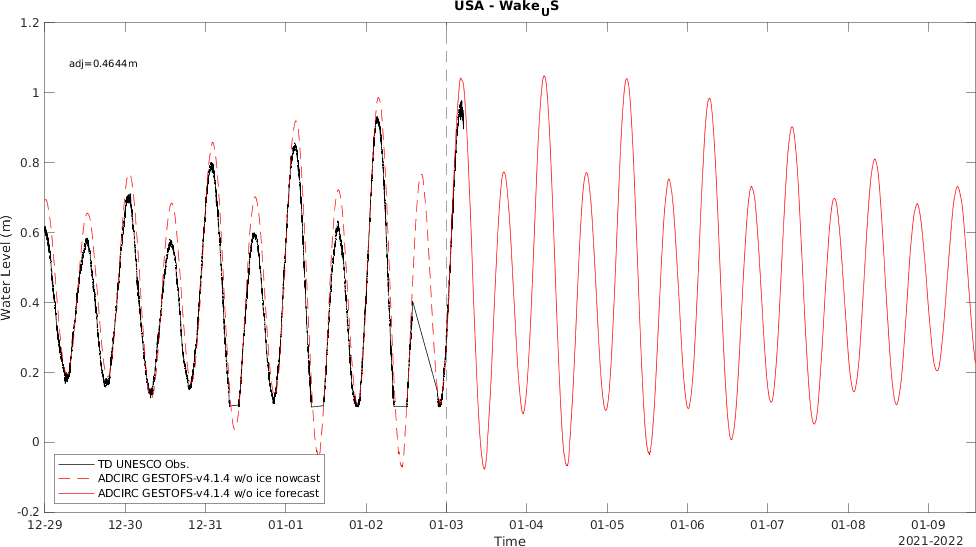 USA - Wake_US
adj=0.4644m
Water Level (m)
1.2
1
0.8
0.6
0.4
0.2
0
-0.2
TD UNESCO Obs.
ADCIRC GESTOFS-v4.1.4 w/o ice nowcast
ADCIRC GESTOFS-v4.1.4 w/o ice forecast
12-29 12-30 12-31 01-01 01-02 01-03 01-04 01-05 01-06 01-07 01-08 01-09
Time
2021-2022